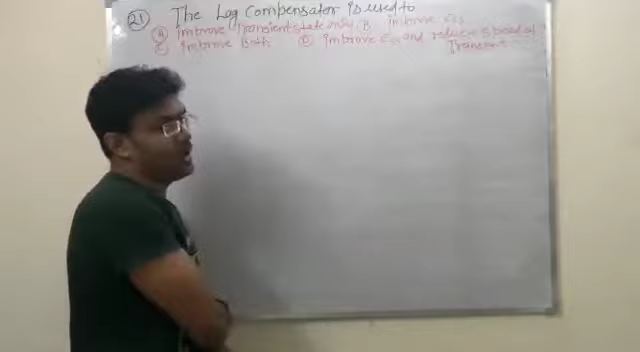 21 The Lag Compensator is used to
A improve Transient state only B improve ess
C improve Both D improve ess and reduces speed of
Transient